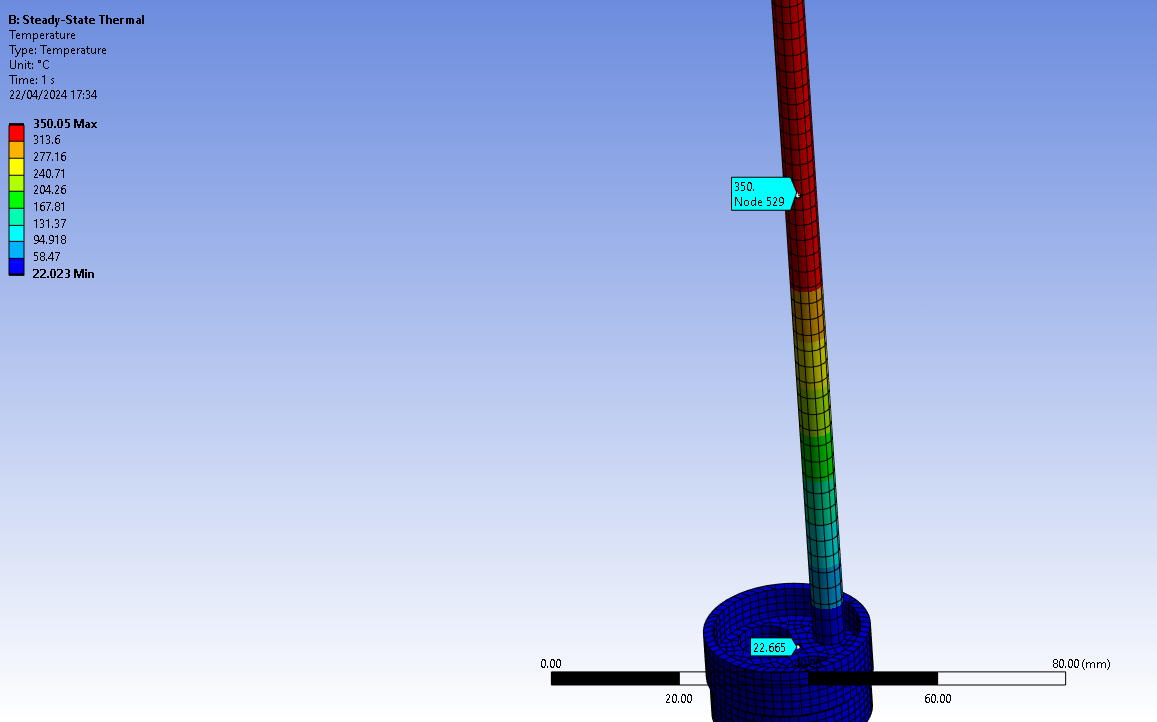 B: Steady-State Thermal
Temperature
Type: Temperature
Unit: °C
Time: 1 s
22/04/2024 17:34
350.05 Max
313.6
277.16
240.71
204.26
167.81
131.37
94.918
58.47
22.023 Min
350.
Node 529
22.665
0.00
80.00 (mm)
20.00
60.00